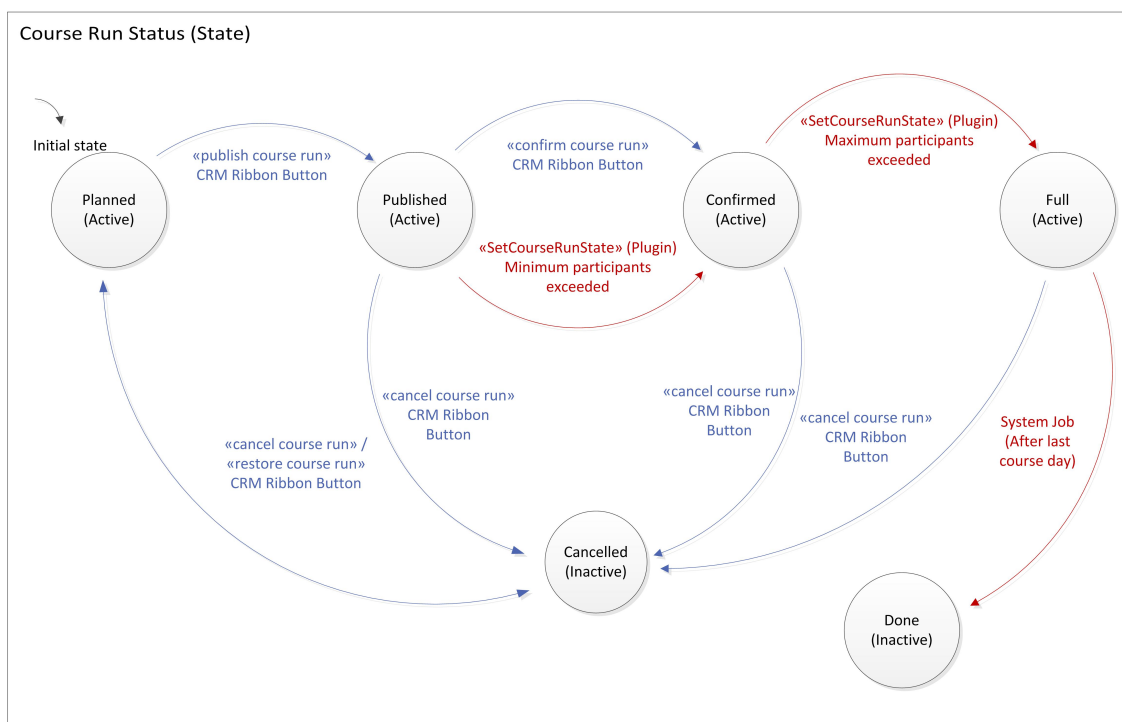 Course Run Status (State)
Initial state
«publish course run»
CRM Ribbon Button
«confirm course run»
CRM Ribbon Button
«SetCourseRunState» (Plugin)
Maximum participants
exceeded
Planned
(Active)
Published
(Active)
Confirmed
(Active)
Full
(Active)
«SetCourseRunState» (Plugin)
Minimum participants
exceeded
«cancel course run» /
«restore course run»
CRM Ribbon Button
«cancel course run»
CRM Ribbon
Button
«cancel course run»
CRM Ribbon
Button
«cancel course run»
CRM Ribbon
Button
System Job
(After last
course day)
Cancelled
(Inactive)
Done
(Inactive)